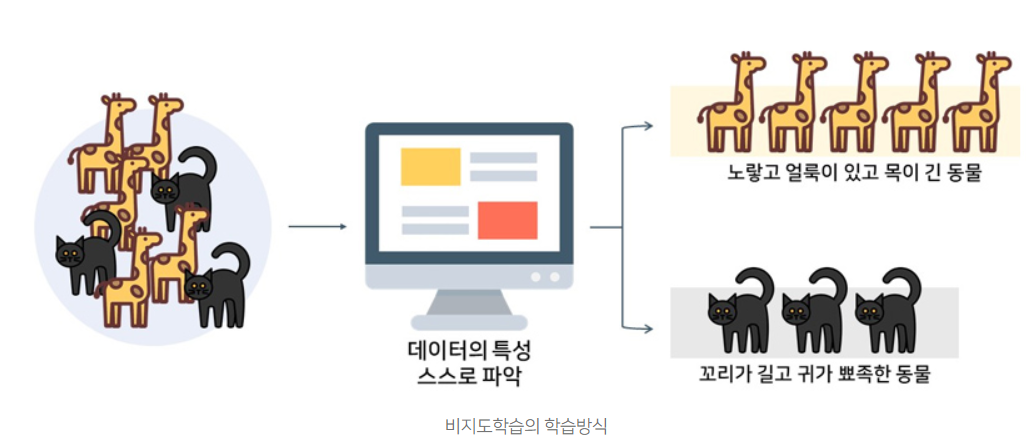 노랗고 얼룩이 있고 목이 긴 동물
데이터의 특성
스스로 파악
꼬리가 길고 귀가 뾰족한 동물
비지도학습의 학습방식